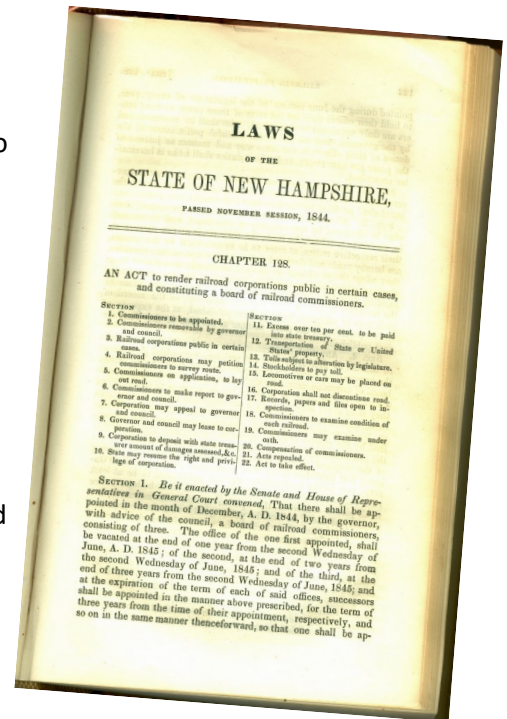 LAWS
OF THE
STATE OF NEW HAMPSHIRE,
PASSED NOVEMBER SESSION, 1844.
CHAPTER 128.
AN ACT to render railroad corporations public in certain cases,
and constituting a board of railroad commissioners.
SECTION
1. Commissioners to be appointed.
2. Commissioners removable by governor
and council.
3. Railroad corporations public in certain
cases.
4. Railroad corporations may petition
commissioners to survey route.
5. Commissioners on application, to lay
out road.
6. Commissioners to make report to gov-
ernor and council.
7. Corporation may appeal to governor
and council.
8. Governor and council may lease to cor-
poration.
9. Corporation to deposit with state treas-
urer amount of damages assessed,&c.
10. State may resume the right and privi-
lege of corporation.
SECTION
11. Excess over ten per cent. to be paid
into state treasury.
12. Transportation of State or United
States' property.
13. Tolls subject to alteration by legislature.
14. Stockholders to pay toll.
15. Locomotives or cars may be placed on
road.
16. Corporation shall not discontinue road.
17. Records, papers and files open to in-
spection.
18. Commissioners to examine condition of
each railroad.
19. Commissioners may examine under
oath.
20. Compensation of commissioners.
21. Acts repealed.
22. Act to take effect.
SECTION 1. Be it enacted by the Senate and House of Repre-
sentatives in General Court convened, That there shall be ap-
pointed in the month of December, A. D. 1844, by the governor,
with advice of the council, a board of railroad commissioners,
consisting of three. The office of the one first appointed, shall
be vacated at the end of one year from the second Wednesday of
June, A. D. 1845; of the second, at the end of two years from
the second Wednesday of June, 1845; and of the third, at the
end of three years from the second Wednesday of June, 1845; and
at the expiration of the term of each of said offices, successors
shall be appointed in the manner above prescribed, for the term of
three years from the time of their appointment, respectively, and
so on in the same manner thenceforward, so that one shall be ap-